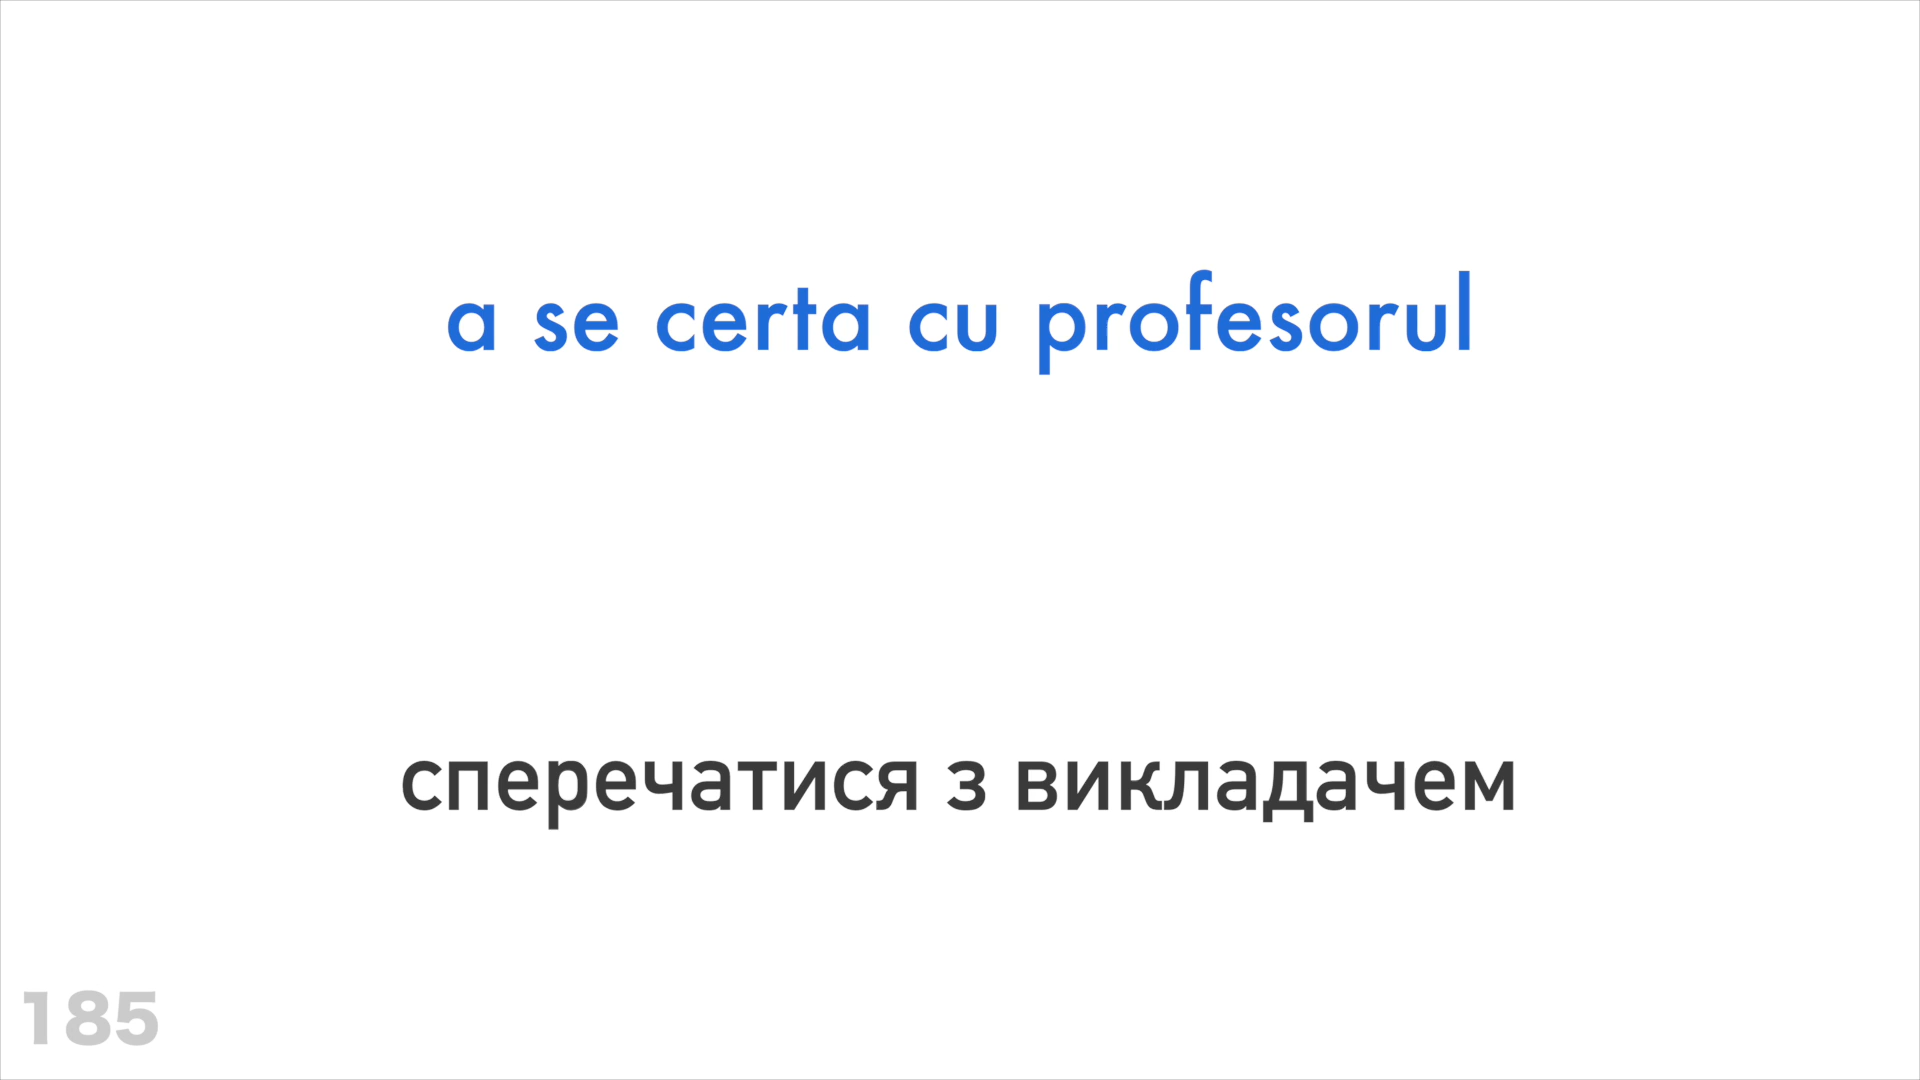 a se certa cu profesorul
сперечатися з викладачем
185